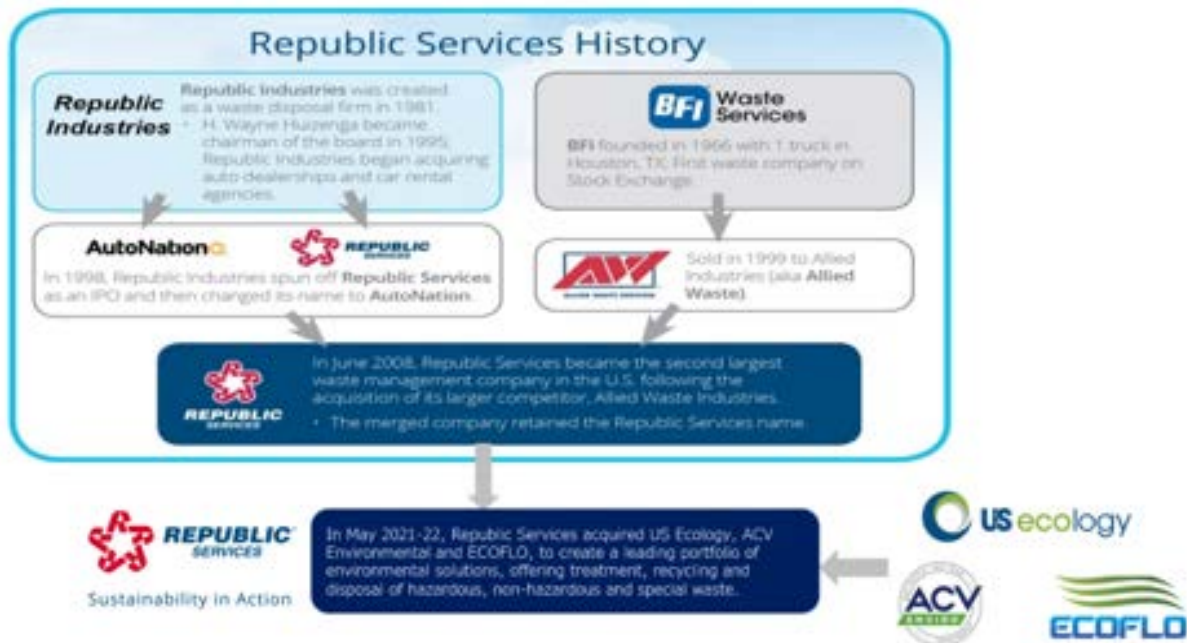 Republic Services History
Republic
Industries
Republic Industries was created
as a waste disposal firm in 1981.
• H. Wayne Huizenga became
chairman of the board in 1995;
Republic Industries began acquiring
auto dealerships and car rental
agencies.
BFI Waste
Services
BFI founded in 1966 with 1 truck in
Houston, TX. First waste company on
Stock Exchange.
AutoNation
REPUBLIC
SERVICES
In 1998, Republic Industries spun off Republic Services
as an IPO and then changed its name to AutoNation.
AW
ALLIED WASTE SERVICES
Sold in 1999 to Allied
Industries (aka Allied
Waste)
REPUBLIC
SERVICES
In June 2008, Republic Services became the second largest
waste management company in the U.S. following the
acquisition of its larger competitor, Allied Waste Industries.
• The merged company retained the Republic Services name
R
REPUBLIC
SERVICES
Sustainability in Action
In May 2021-22, Republic Services acquired US Ecology, ACV
Environmental and ECOFLO, to create a leading portfolio of
environmental solutions, offering treatment, recycling and
disposal of hazardous, non-hazardous and special waste.
US ecology
ACV
ENVIRO
ECOFLO